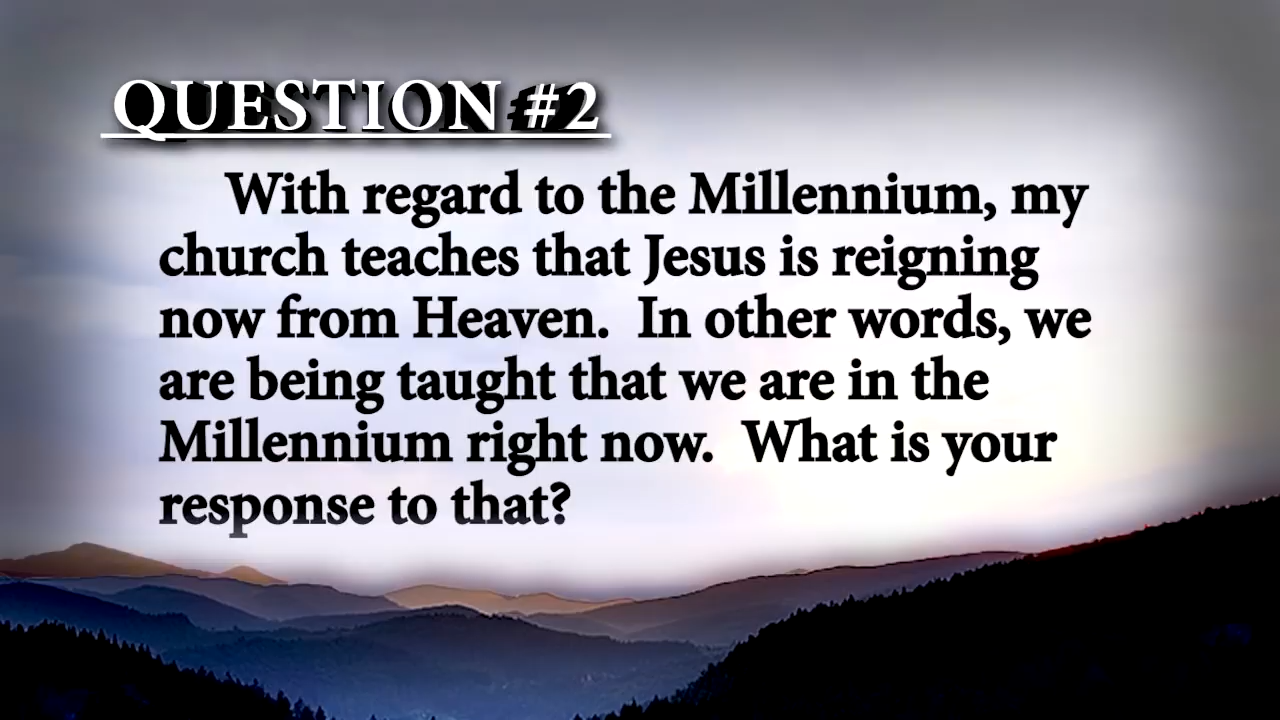 QUESTION #2
With regard to the Millennium, my
church teaches that Jesus is reigning
now from Heaven.  In other words, we
are being taught that we are in the
Millennium right now.  What is your
response to that?